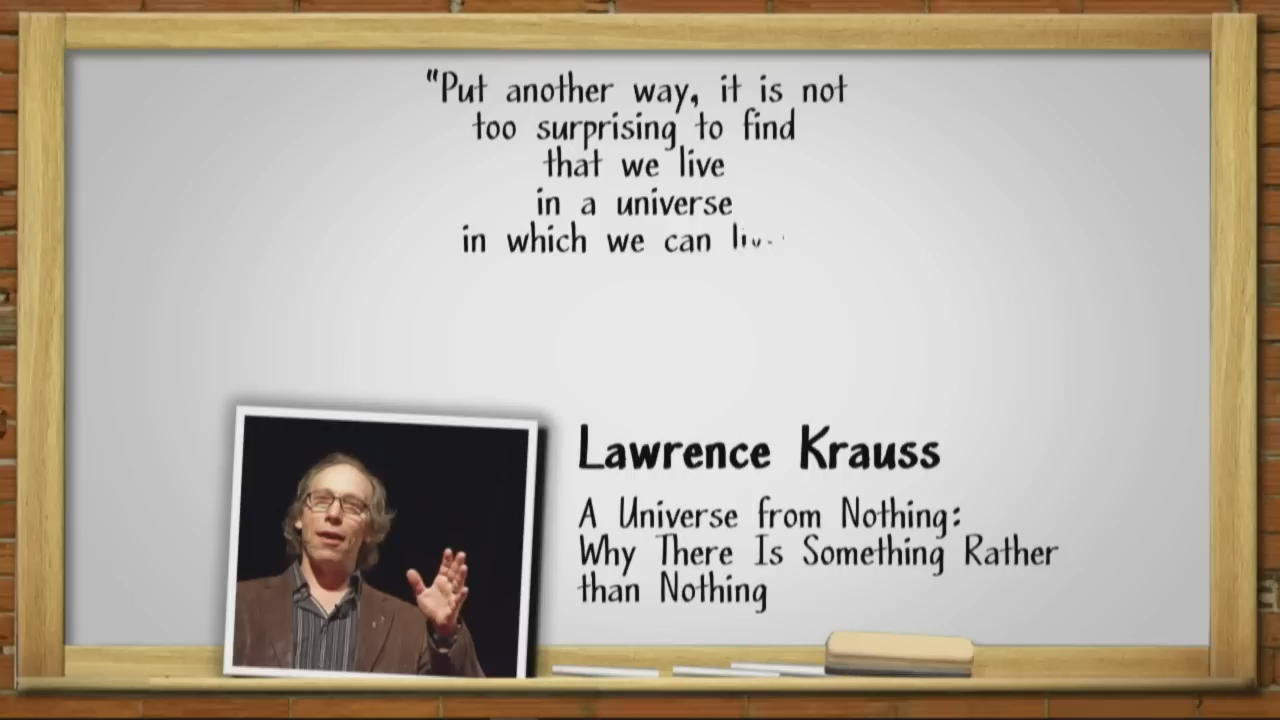 "Put another way, it is not
too surprising to find
that we live
in a universe
in which we can
Lawrence Krauss
A Universe from Nothing:
Why There Is Something Rather
than Nothing